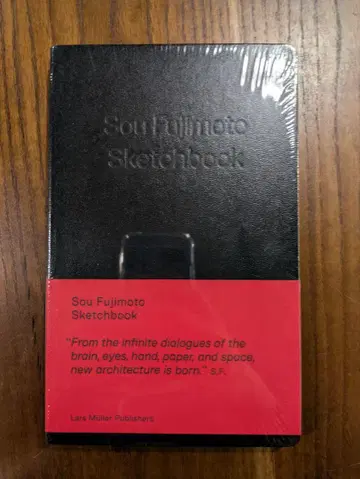 Sou Fujimoto
Sketchbook
Sou Fujimoto
Sketchbook
"From the infinite dialogues of the
brain, eyes, hand, paper, and space,
new architecture is born." S.F.
Lars Müller Publishers